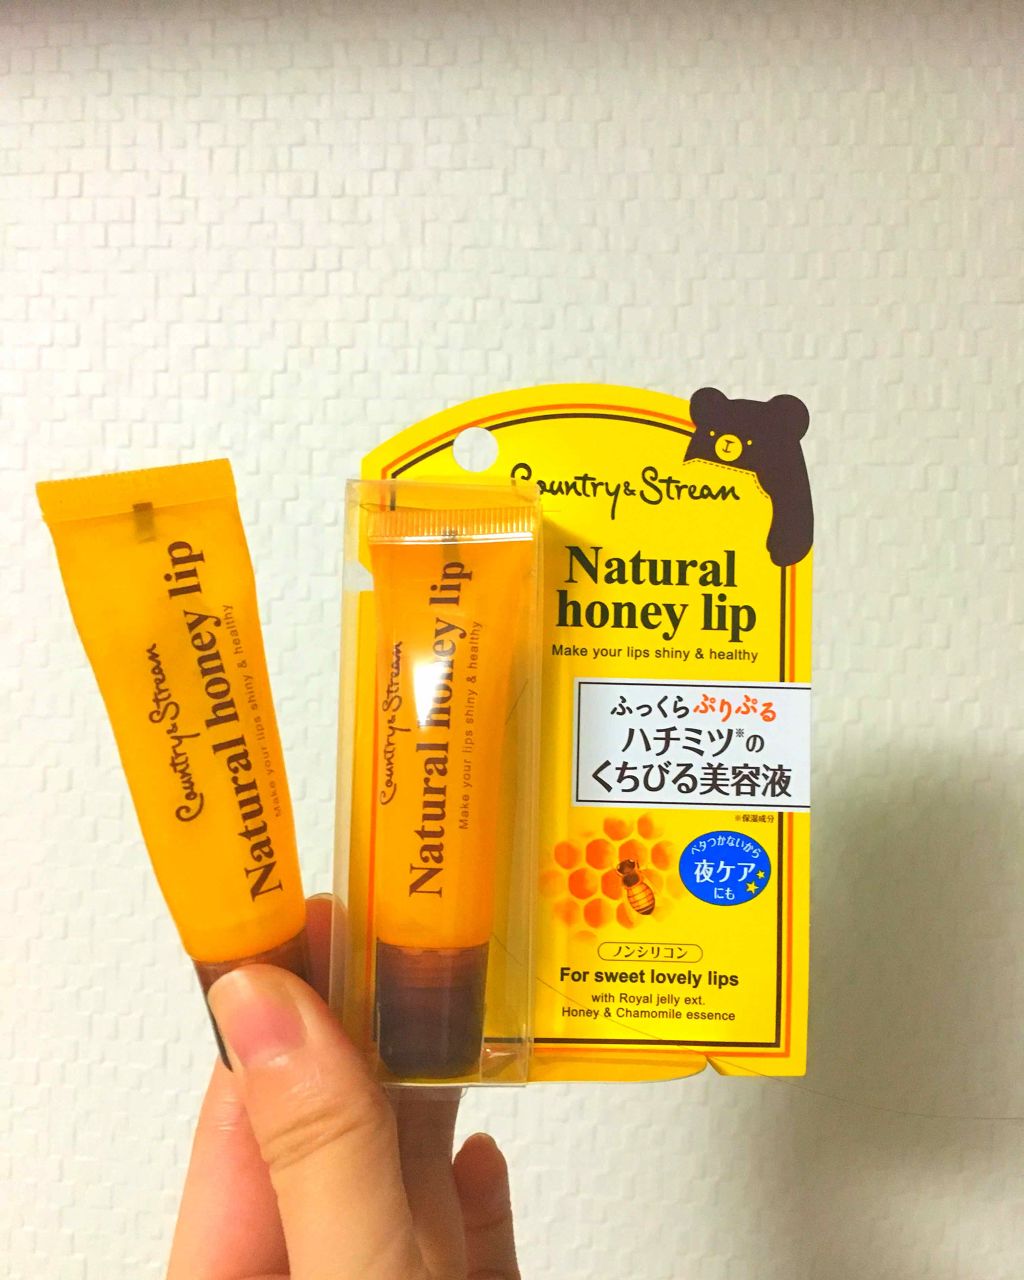 Country & Stream
Natural honey lip
Make your lips shiny & healthy
Country & Stream
Natural honey lip
Make your lips shiny & healthy
Country & Stream
Natural
honey lip
Make your lips shiny & healthy
ふっくらぷりぷる
ハチミツ※の
くちびる美容液
※保湿成分
ベタつかないから
夜ケア
にも
ノンシリコン
For sweet lovely lips
with Royal jelly ext.
Honey & Chamomile essence